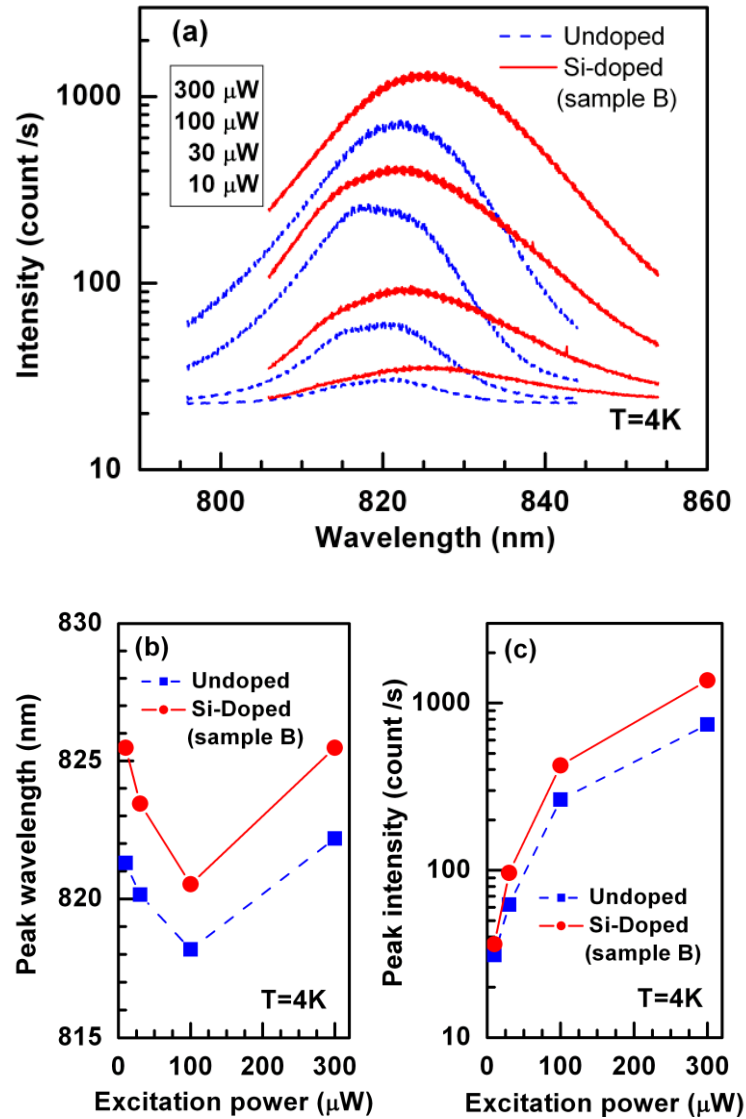 (a)
Undoped
Si-doped
(sample B)
300 μW
100 μW
30 μW
10 μW
1000
100
10
Intensity (count /s)
T=4K
800 820 840 860
Wavelength (nm)
(b)
Undoped
Si-Doped
(sample B)
830
825
820
815
Peak wavelength (nm)
T=4K
0 100 200 300
Excitation power (μW)
(c)
1000
100
10
Peak intensity (count /s)
Undoped
Si-Doped
(sample B)
T=4K
0 100 200 300
Excitation power (μW)